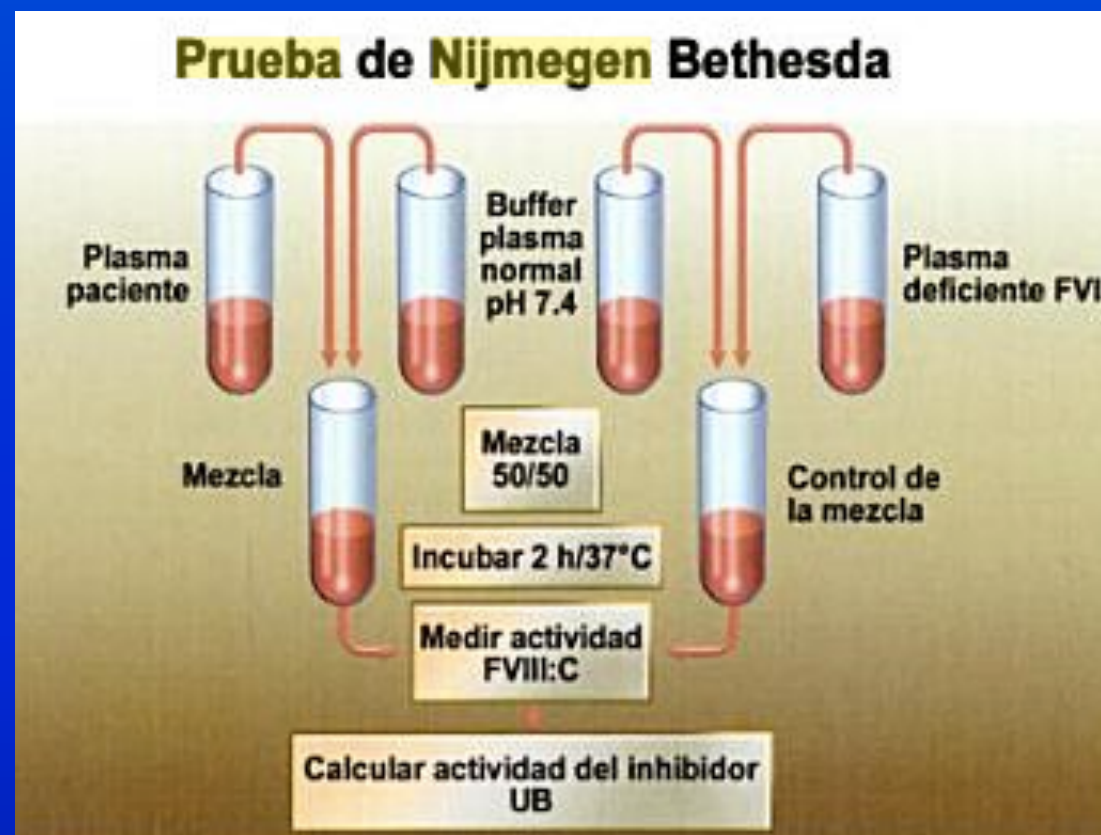 Prueba de Nijmegen Bethesda
Plasma
paciente
Buffer
plasma
normal
pH 7.4
Plasma
deficiente FVI
Mezcla
Mezcla
50/50
Control de
la mezcla
Incubar 2 h/37°C
Medir actividad
FVIII:C
Calcular actividad del inhibidor
UB